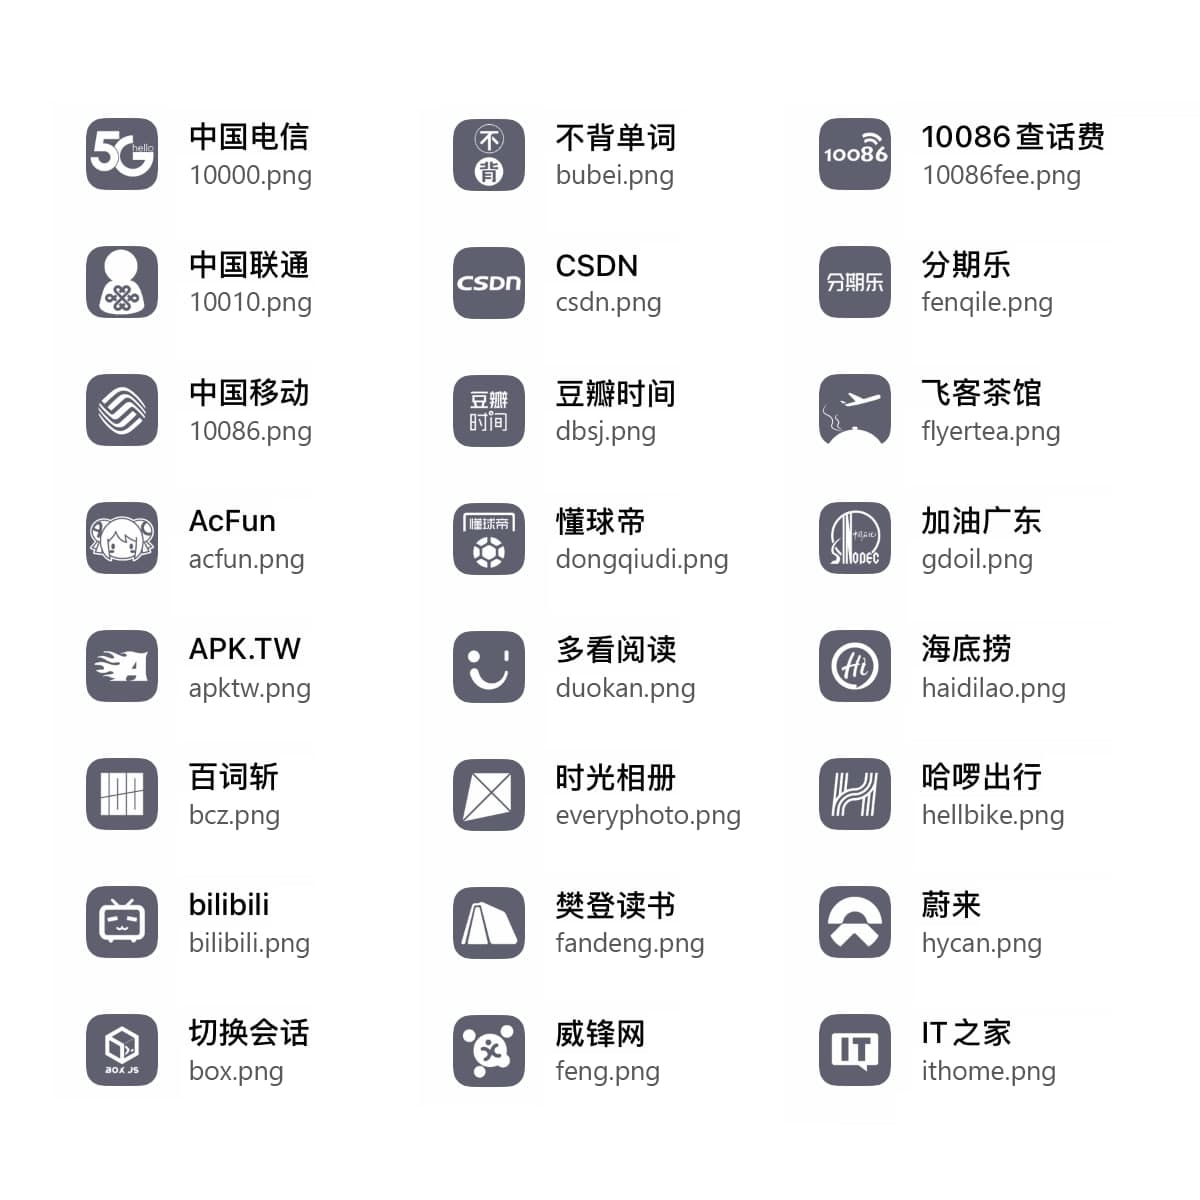 5G
hello
中国电信
10000.png
不
背
不背单词
bubei.png
10086
10086查话费
10086fee.png
中国联通
10010.png
CSDN
CSDN
csdn.png
分期乐
分期乐
fenqile.png
中国移动
10086.png
豆瓣
时间
豆瓣时间
dbsj.png
飞客茶馆
flyertea.png
AcFun
acfun.png
懂球帝
懂球帝
dongqiudi.png
中国石化
SINOPEC
加油广东
gdoil.png
A
APK.TW
apktw.png
多看阅读
duokan.png
Hi
海底捞
haidilao.png
百词斩
bcz.png
时光相册
everyphoto.png
哈啰出行
hellbike.png
bilibili
bilibili.png
樊登读书
fandeng.png
蔚来
hycan.png
BOX JS
切换会话
box.png
威锋网
feng.png
IT
IT之家
ithome.png